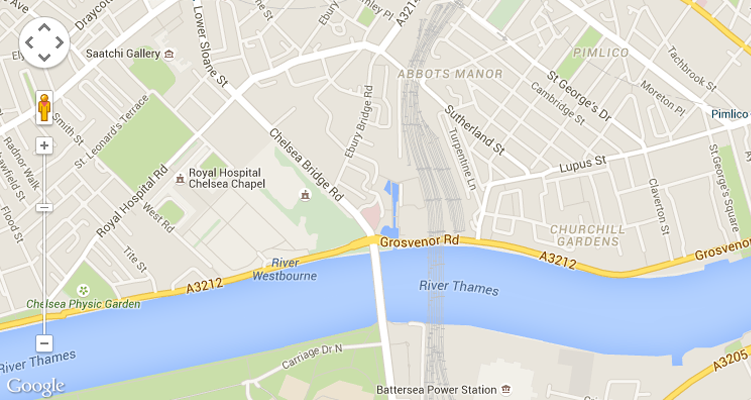 Draycott
Saatchi Gallery
Lower Sloane St
Ebury
A3214
ABBOTS MANOR
PIMLICO
Tachbrook St
Moreton Pl
St George's Dr
Cambridge St
Pimlico
Sutherland St
Turpentine Ln
Lupus St
Ebury Bridge Rd
Chelsea Bridge Rd
Smith St
St. Leonard's Terrace
Radnor Walk
Flood St
Royal Hospital Rd
Royal Hospital
Chelsea Chapel
West Rd
Tite St
Claverton St
St George's Square
CHURCHILL
GARDENS
Grosvenor Rd
A3212
Grosvenor
River
Westbourne
A3212
River Thames
Chelsea Physic Garden
River Thames
Carriage Dr N
Battersea Power Station
A3205
Google